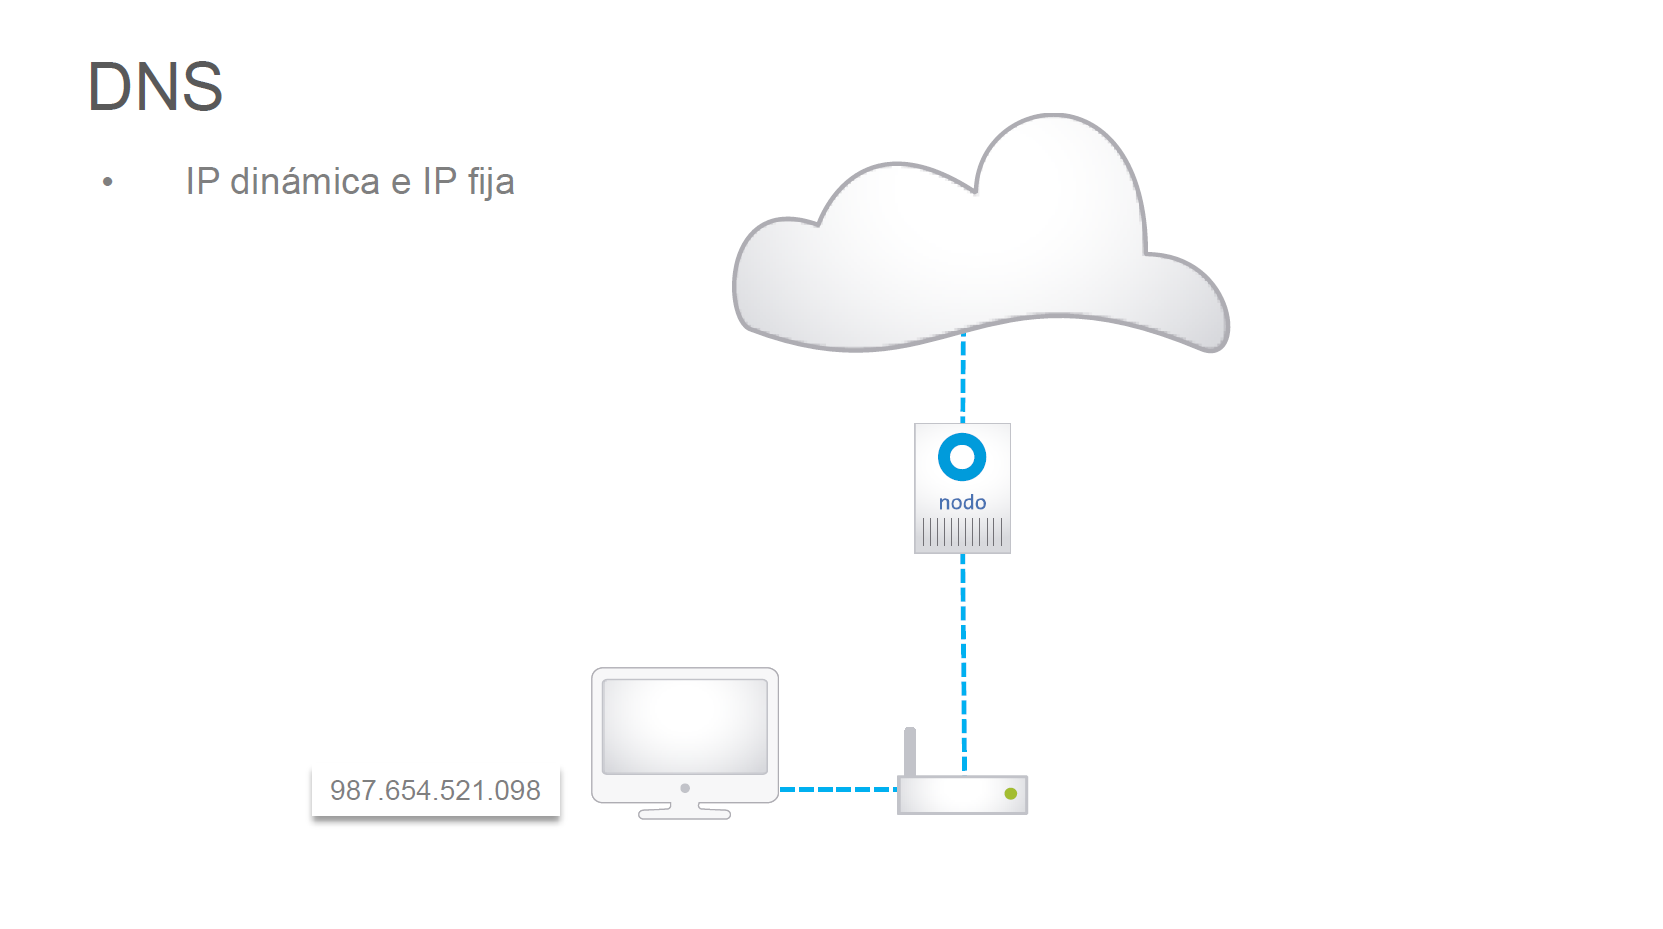 DNS
• IP dinámica e IP fija
nodo
987.654.521.098